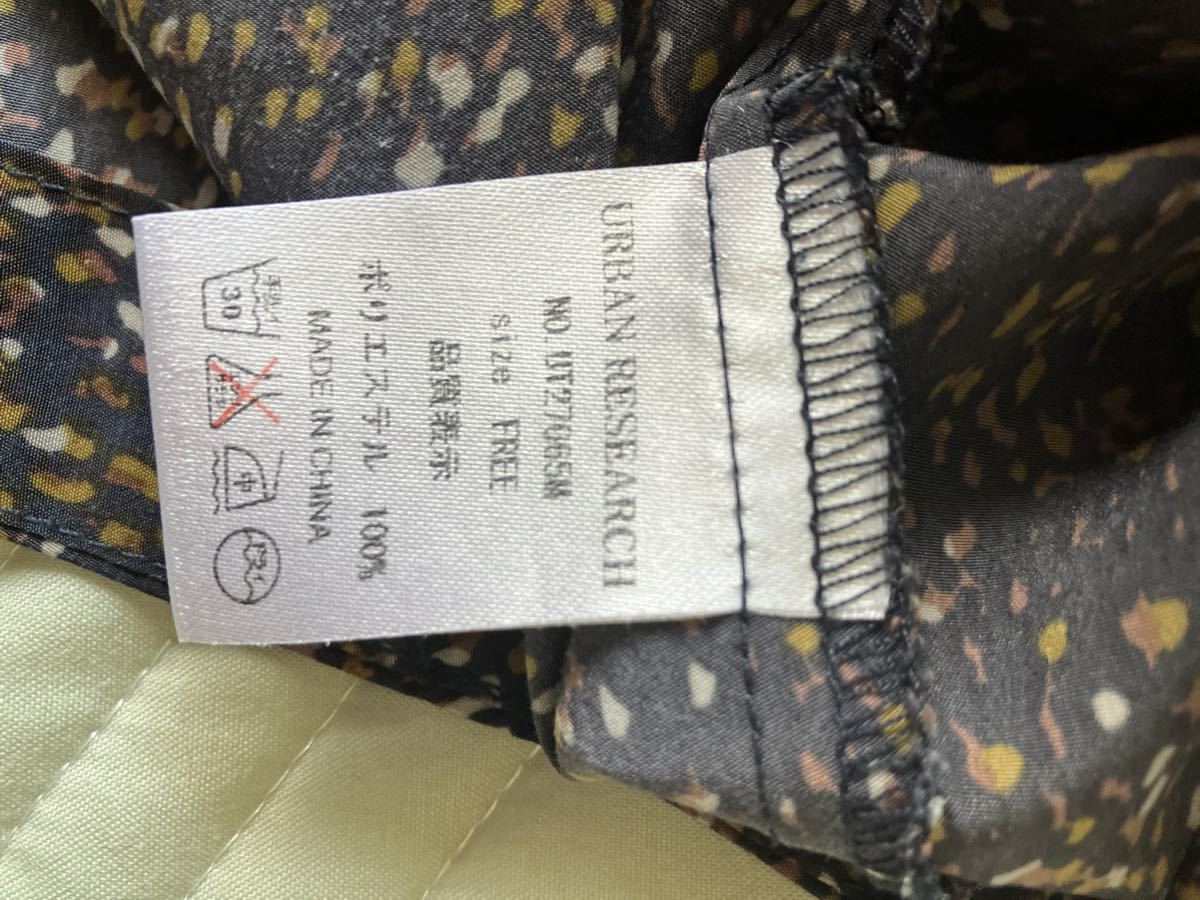 URBAN RESEARCH
NO.UT27G65M
size FREE
品質表示
ポリエステル 100%
MADE IN CHINA
30
中